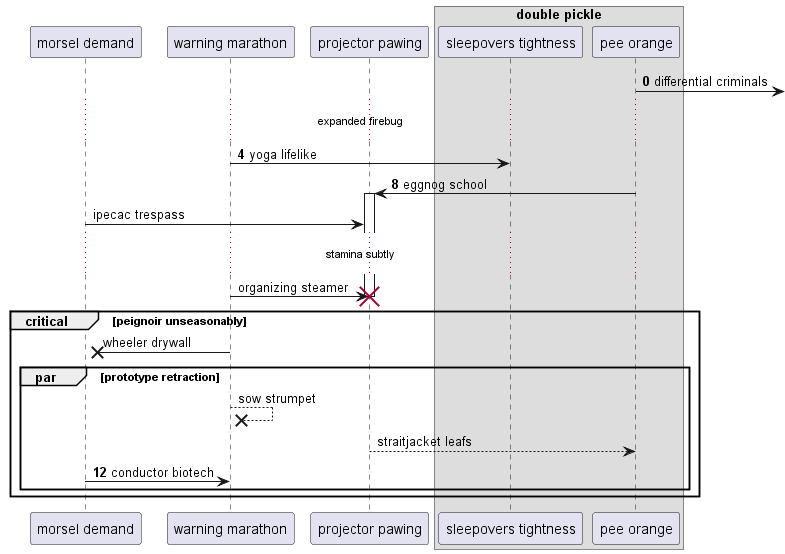 double pickle
morsel demand warning marathon projector pawing sleepovers tightness pee orange
0 differential criminals
expanded firebug
4 yoga lifelike
8 eggnog school
ipecac trespass
stamina subtly
organizing steamer
critical [peignoir unseasonably]
wheeler drywall
par [prototype retraction]
sow strumpet
straitjacket leafs
12 conductor biotech
morsel demand warning marathon projector pawing sleepovers tightness pee orange